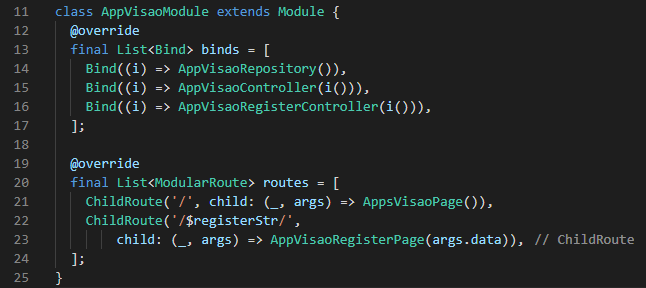 11 class AppVisaoModule extends Module {
12   @override
13   final List<Bind> binds = [
14     Bind((i) => AppVisaoRepository()),
15     Bind((i) => AppVisaoController(i())),
16     Bind((i) => AppVisaoRegisterController(i())),
17   ];
18
19   @override
20   final List<ModularRoute> routes = [
21     ChildRoute('/', child: (_, args) => AppsVisaoPage()),
22     ChildRoute('/$registerStr/',
23         child: (_, args) => AppVisaoRegisterPage(args.data)), // ChildRoute
24   ];
25 }